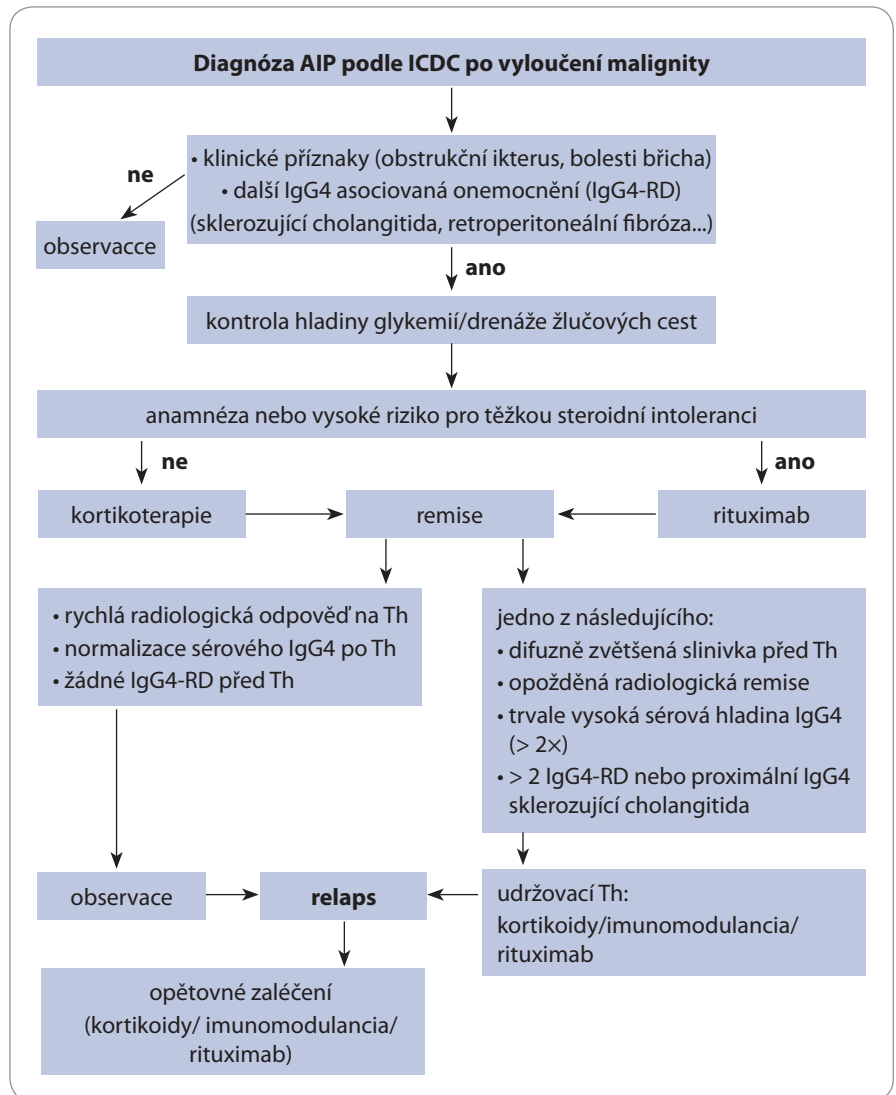 Diagnóza AIP podle ICDC po vyloučení malignity
• klinické příznaky (obstrukční ikterus, bolesti břicha)
• další IgG4 asociovaná onemocnění (IgG4-RD)
(sklerozující cholangitida, retroperitoneální fibróza...)
ne
observacce
ano
kontrola hladiny glykemií/drenáže žlučových cest
anamnéza nebo vysoké riziko pro těžkou steroidní intoleranci
ne
ano
kortikoterapie
remise
rituximab
• rychlá radiologická odpověď na Th
• normalizace sérového IgG4 po Th
• žádné IgG4-RD před Th
jedno z následujícího:
• difuzně zvětšená slinivka před Th
• opožděná radiologická remise
• trvale vysoká sérová hladina IgG4
(> 2×)
• > 2 IgG4-RD nebo proximální IgG4
sklerozující cholangitida
observace
relaps
udržovací Th:
kortikoidy/imunomodulancia/
rituximab
opětovné zaléčení
(kortikoidy/ imunomodulancia/
rituximab)